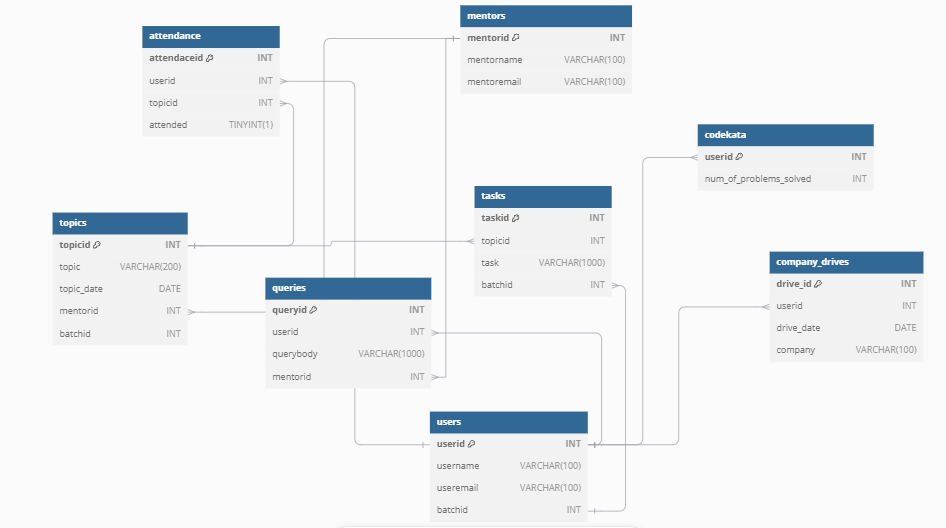 attendance
attendaceid INT
userid INT
topicid INT
attended TINYINT(1)
mentors
mentorid INT
mentorname VARCHAR(100)
mentoremail VARCHAR(100)
codekata
userid INT
num_of_problems_solved INT
tasks
taskid INT
topicid INT
task VARCHAR(1000)
batchid INT
topics
topicid INT
topic VARCHAR(200)
topic_date DATE
mentorid INT
batchid INT
queries
queryid INT
userid INT
querybody VARCHAR(1000)
mentorid INT
company_drives
drive_id INT
userid INT
drive_date DATE
company VARCHAR(100)
users
userid INT
username VARCHAR(100)
useremail VARCHAR(100)
batchid INT